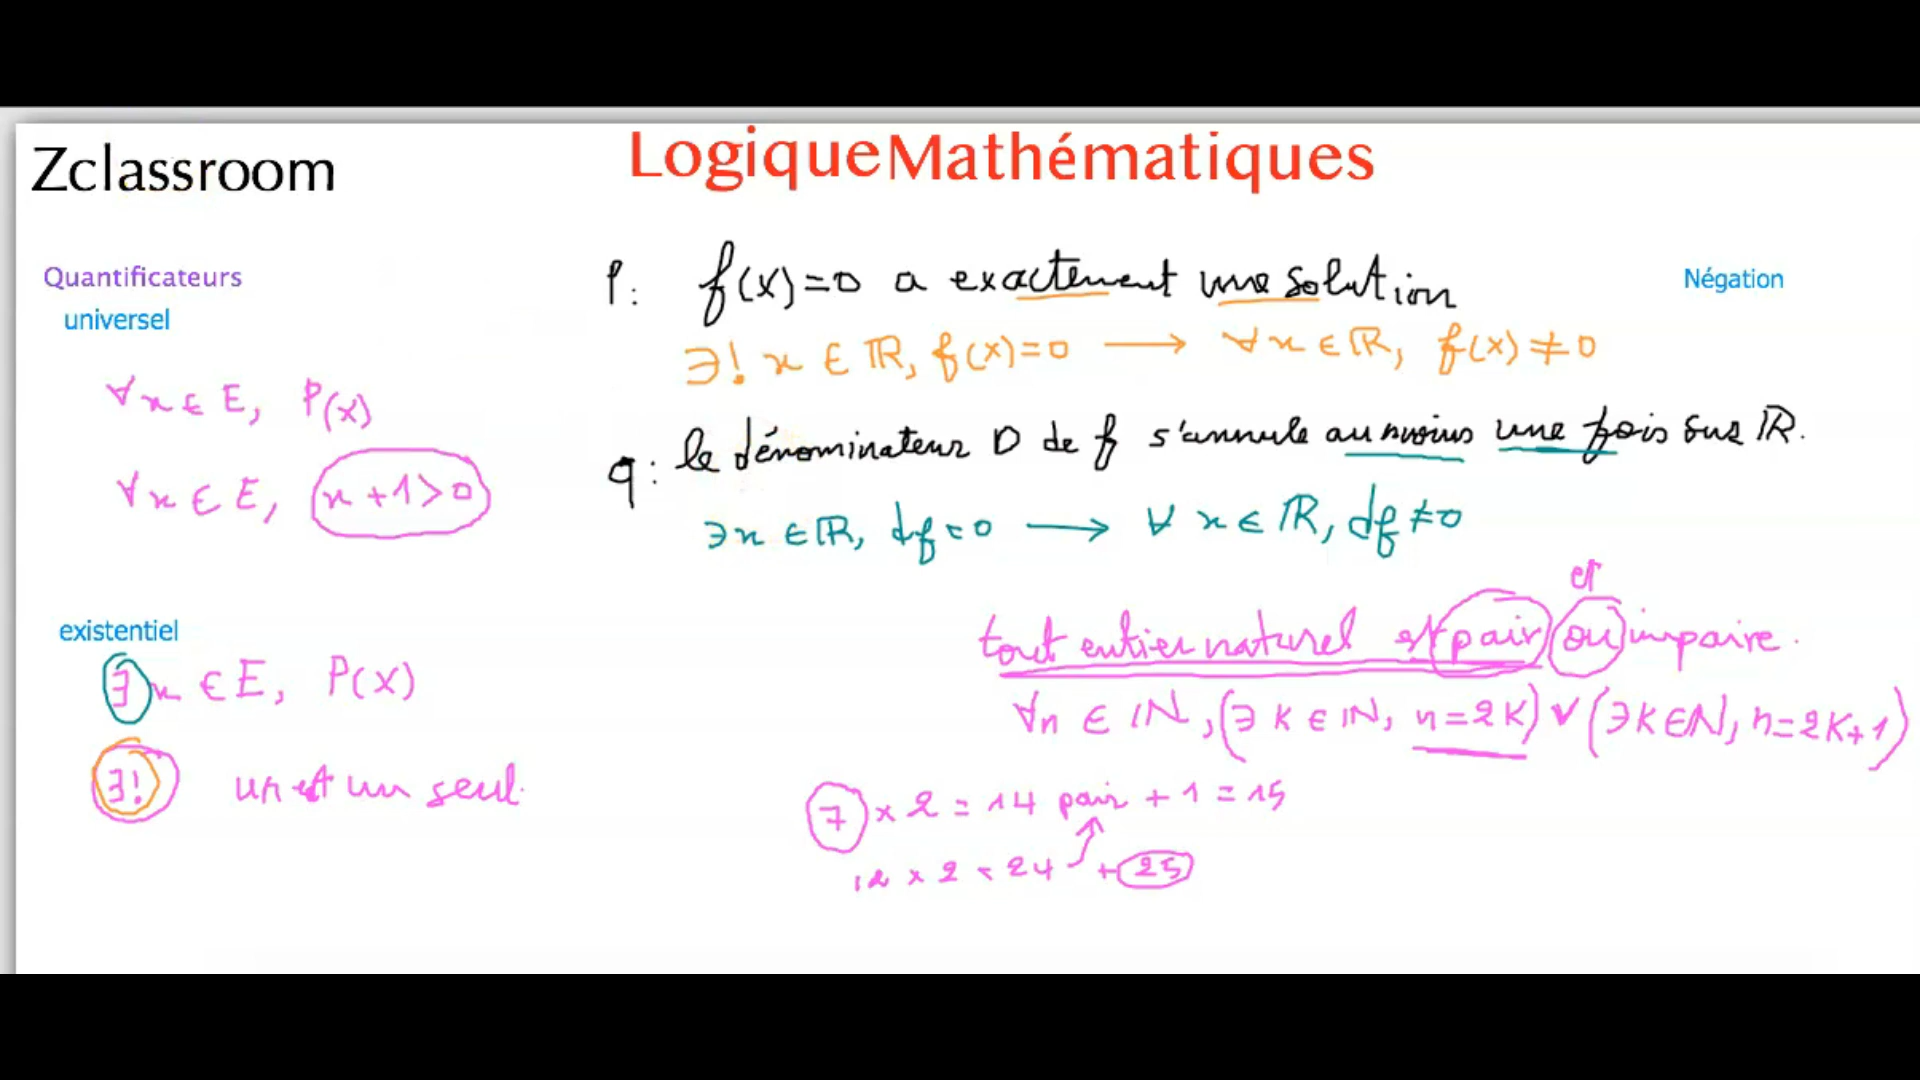 Zclassroom
LogiqueMathématiques
Quantificateurs
universel
∀x ∈ E, P(x)
∀x ∈ E, x+1>0
existentiel
∃x ∈ E, P(x)
∃! un et un seul.
P: f(x)=0 a exactement une solution
Négation
∃! x ∈ ℝ, f(x)=0 → ∀x ∈ ℝ, f(x)≠0
q: le dénominateur D de f s'annule au moins une fois sur ℝ.
∃x ∈ ℝ, df=0 → ∀ x ∈ ℝ, df≠0
et
tout entier naturel est pair ou impaire.
∀n ∈ ℕ, (∃ k ∈ ℕ, n=2k) ∨ (∃k∈ℕ, n=2k+1)
7 × 2 = 14 pair + 1 = 15
12 × 2 = 24 + 25